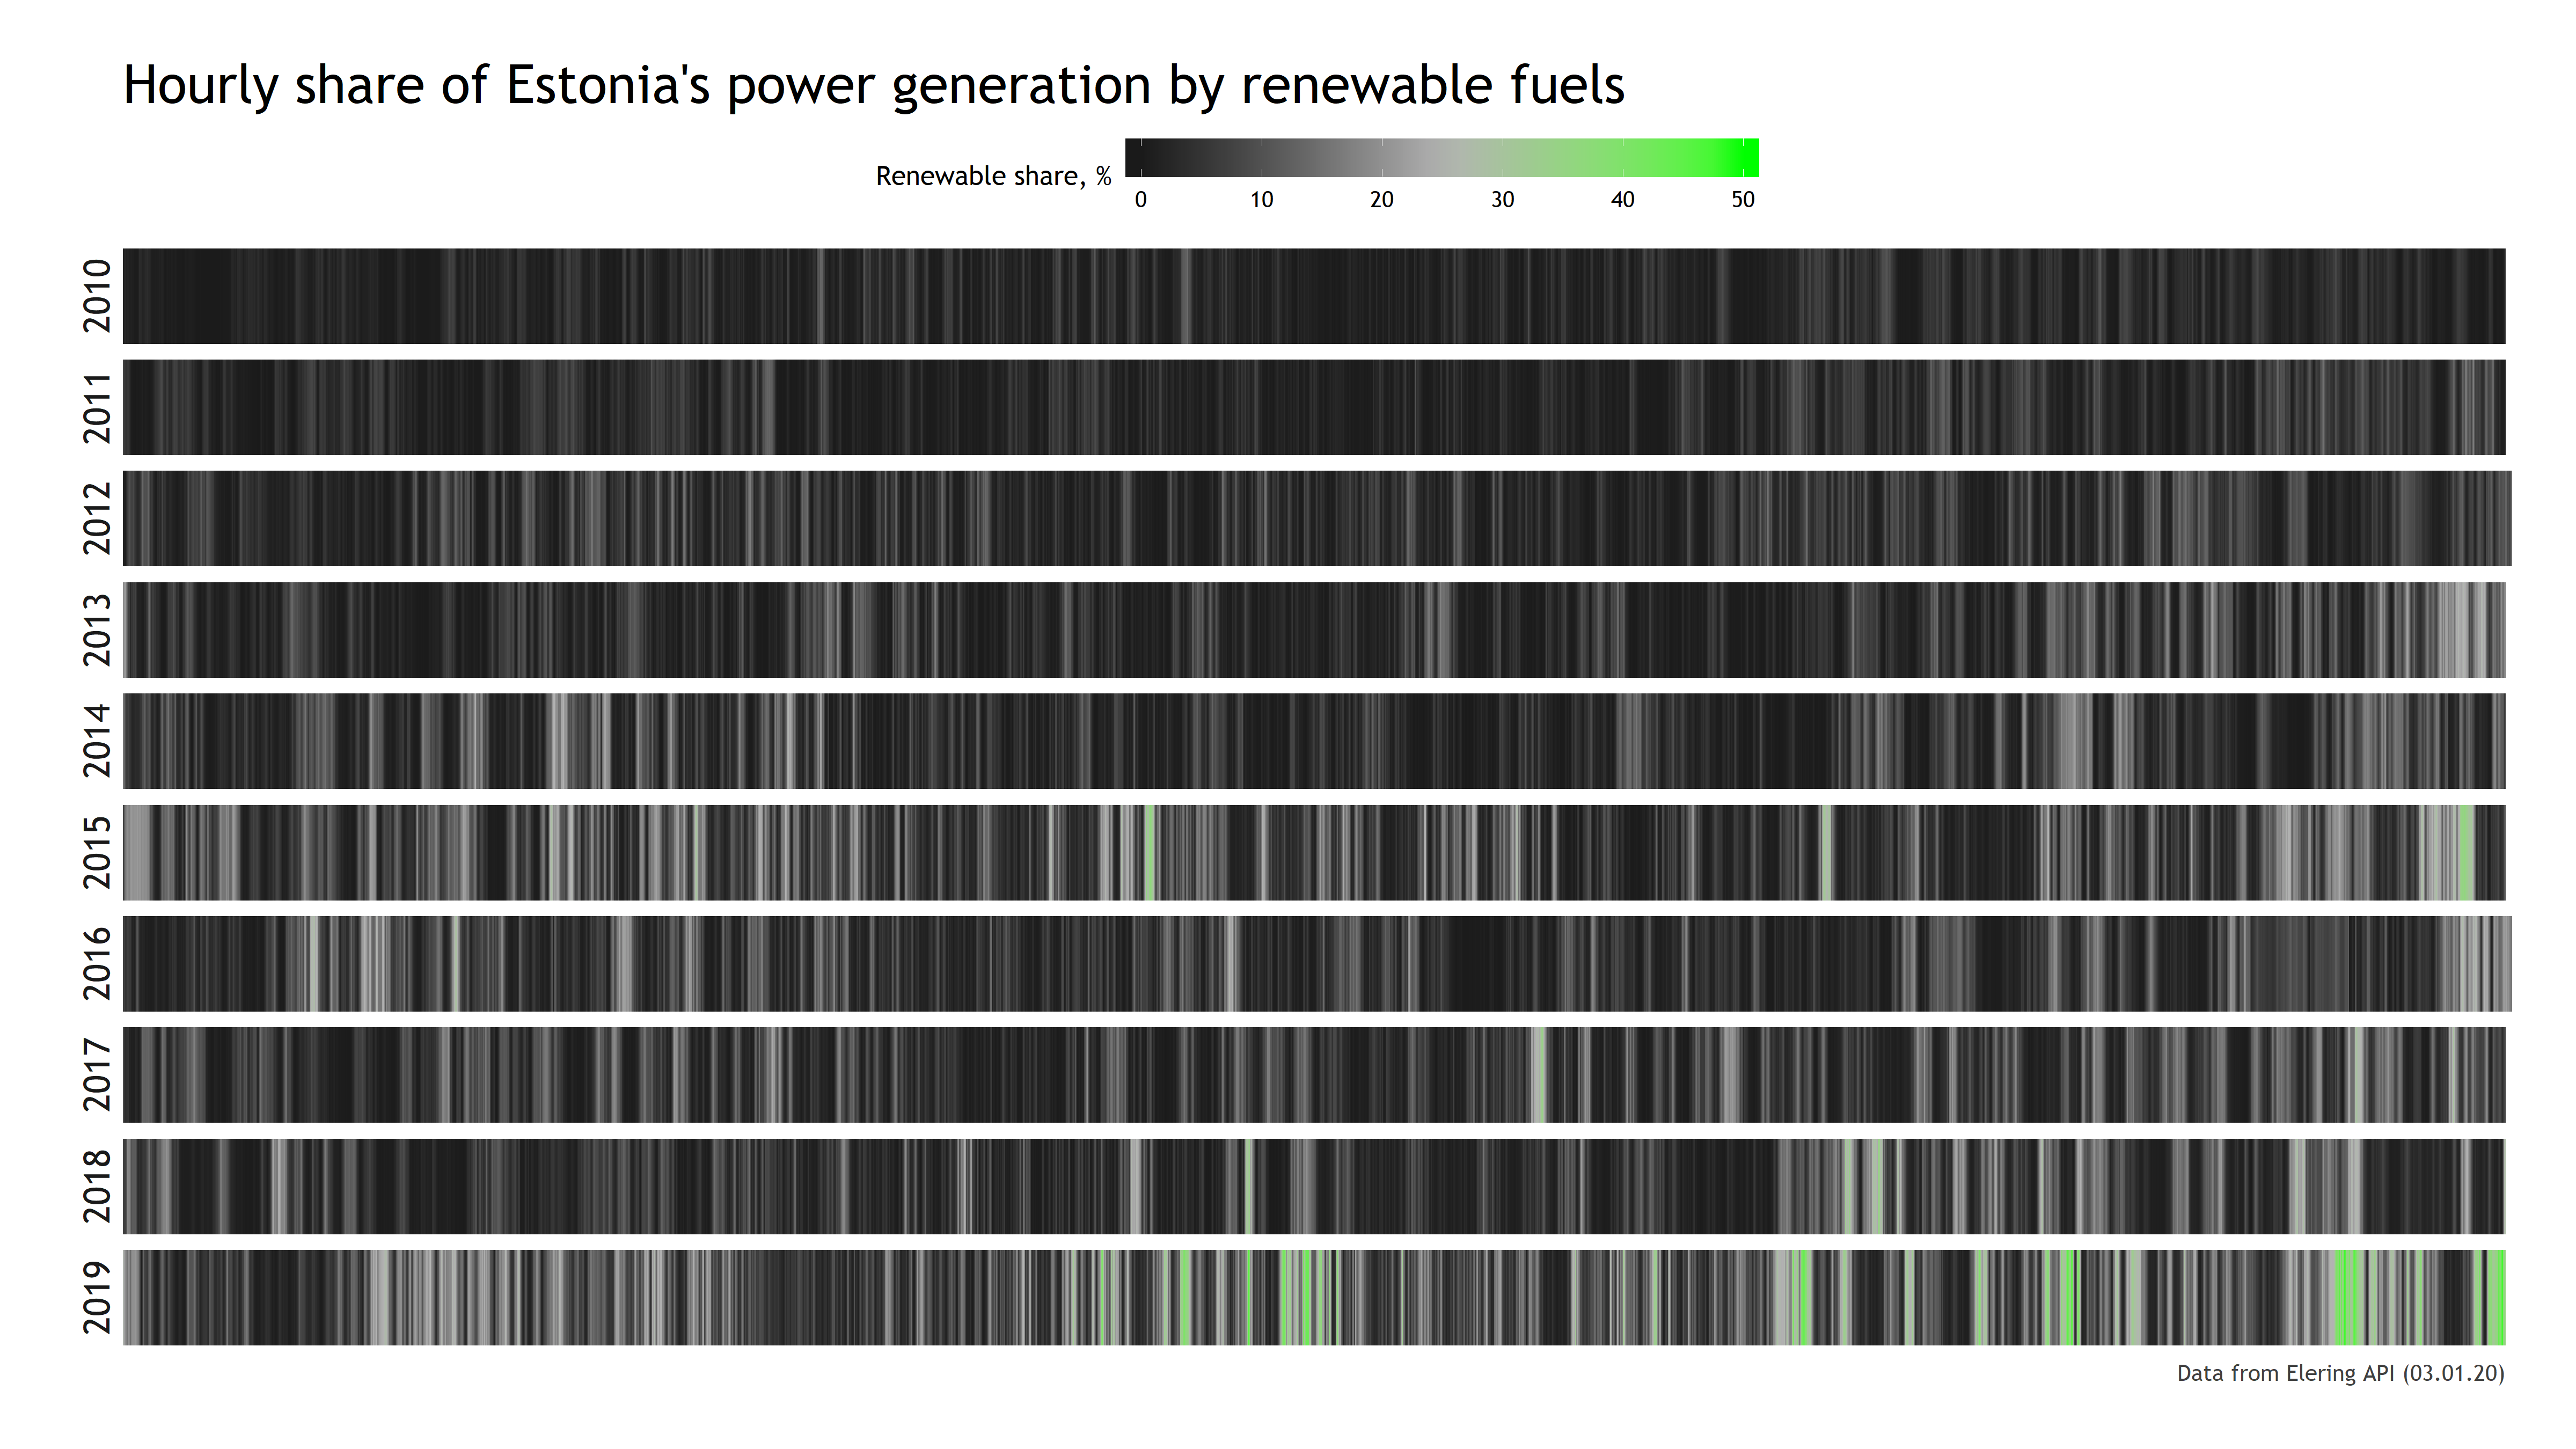 Hourly share of Estonia's power generation by renewable fuels
Renewable share, %
0 10 20 30 40 50
2010
2011
2012
2013
2014
2015
2016
2017
2018
2019
Data from Elering API (03.01.20)